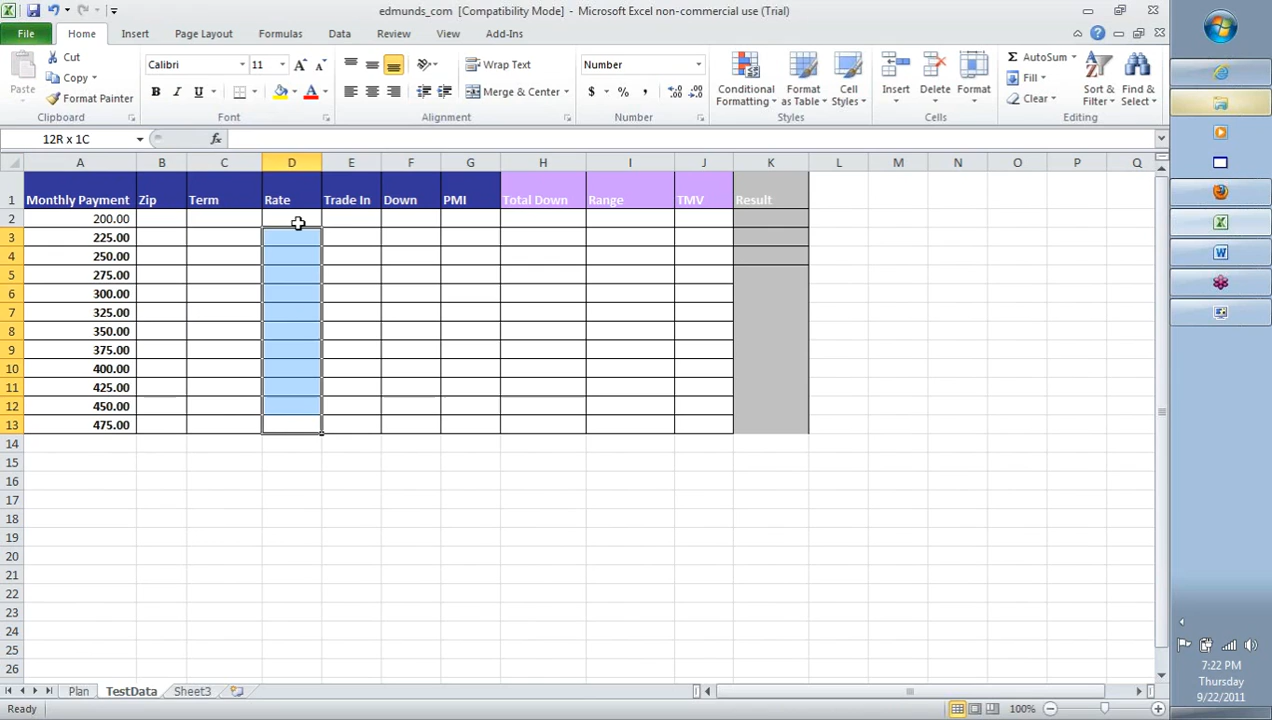 edmunds_com [Compatibility Mode] - Microsoft Excel non-commercial use (Trial)
File Home Insert Page Layout Formulas Data Review View Add-Ins
Paste
Cut
Copy
Format Painter
Clipboard
Calibri 11
B I U
Font
Wrap Text
Merge & Center
Alignment
Number
$ % ,
Number
Conditional Formatting
Format as Table
Cell Styles
Styles
Insert
Delete
Format
Cells
AutoSum
Fill
Clear
Sort & Filter
Find & Select
Editing
12R x 1C fx
A B C D E F G H I J K L M N O P Q
1 Monthly Payment Zip Term Rate Trade In Down PMI Total Down Range TMV Result
2 200.00
3 225.00
4 250.00
5 275.00
6 300.00
7 325.00
8 350.00
9 375.00
10 400.00
11 425.00
12 450.00
13 475.00
14
15
16
17
18
19
20
21
22
23
24
25
26
Plan TestData Sheet3
Ready 100%
7:22 PM
Thursday
9/22/2011